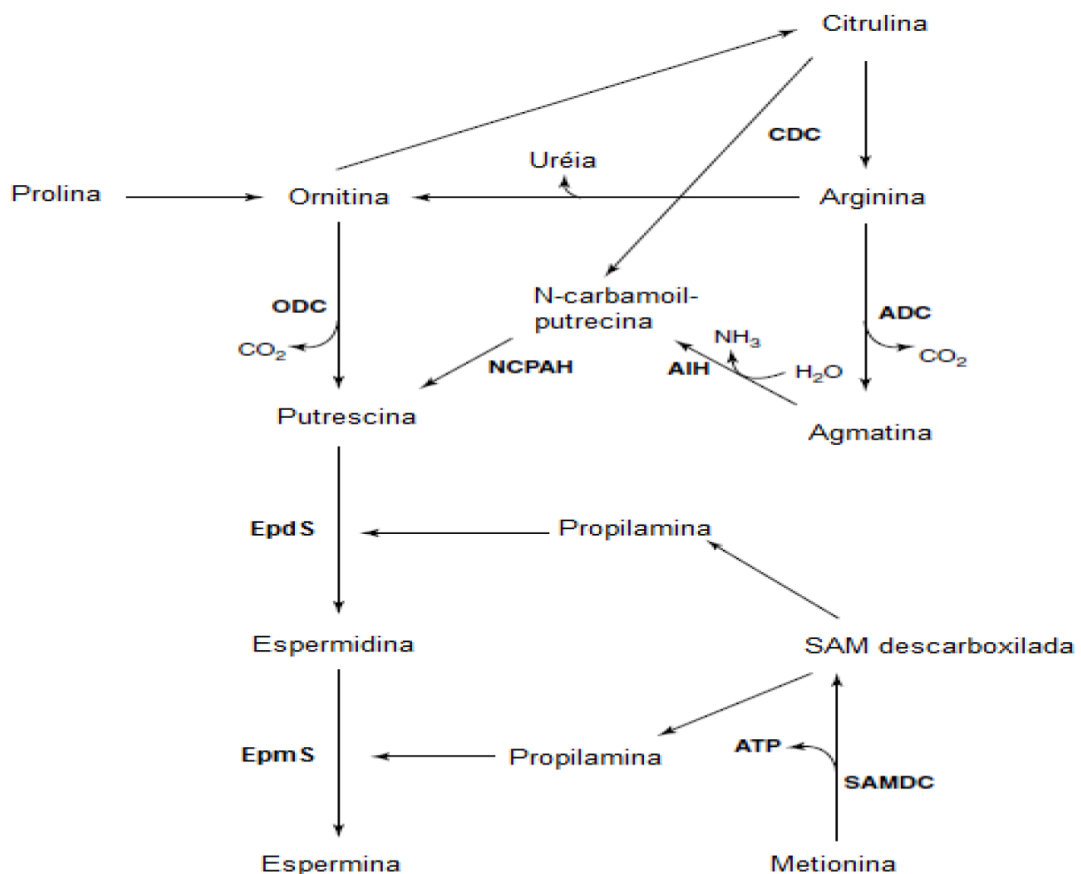 Citrulina
CDC
Uréia
Prolina
Ornitina
Arginina
N-carbamoil-
putrecina
ODC
ADC
NH3
CO2
NCPAH
AIH
H2O
CO2
Putrescina
Agmatina
EpdS
Propilamina
Espermidina
SAM descarboxilada
EpmS
Propilamina
ATP
SAMDC
Espermina
Metionina